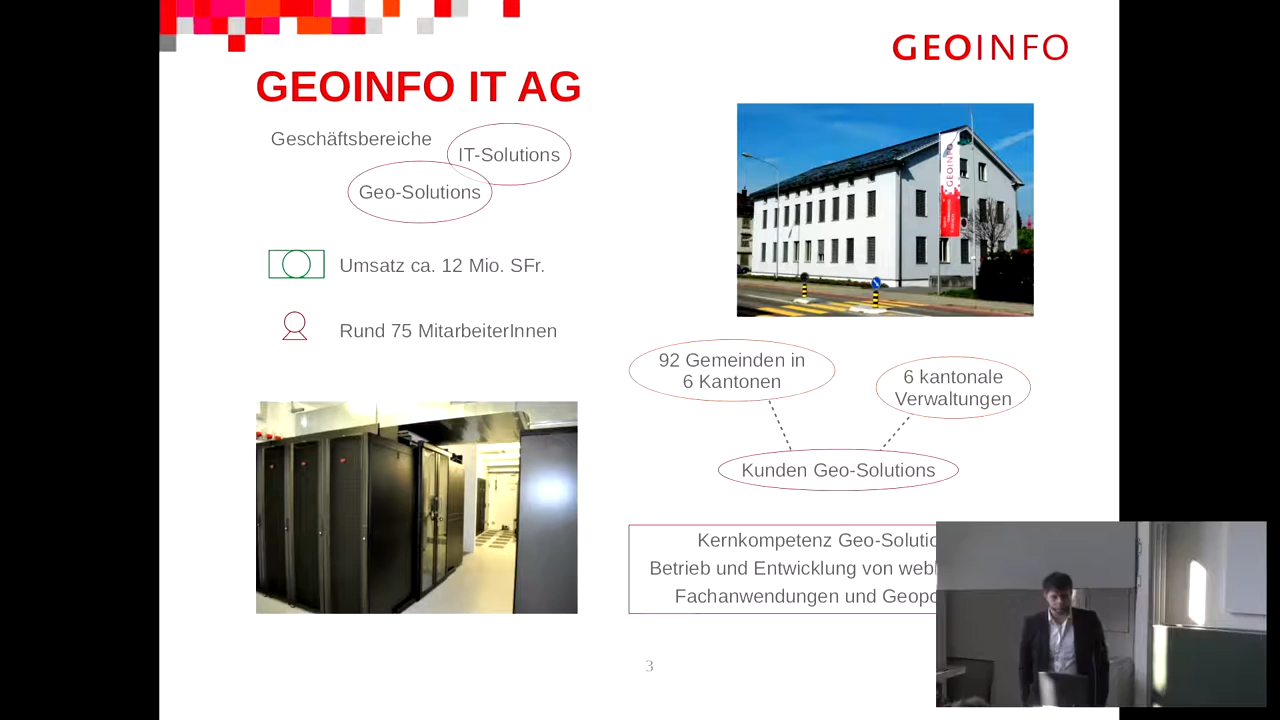 GEOINFO
GEOINFO IT AG
Geschäftsbereiche
IT-Solutions
Geo-Solutions
GEOINFO
Umsatz ca. 12 Mio. SFr.
Rund 75 MitarbeiterInnen
92 Gemeinden in
6 Kantonen
6 kantonale
Verwaltungen
Kunden Geo-Solutions
Kernkompetenz Geo-Solutio
Betrieb und Entwicklung von web
Fachanwendungen und Geopo
3